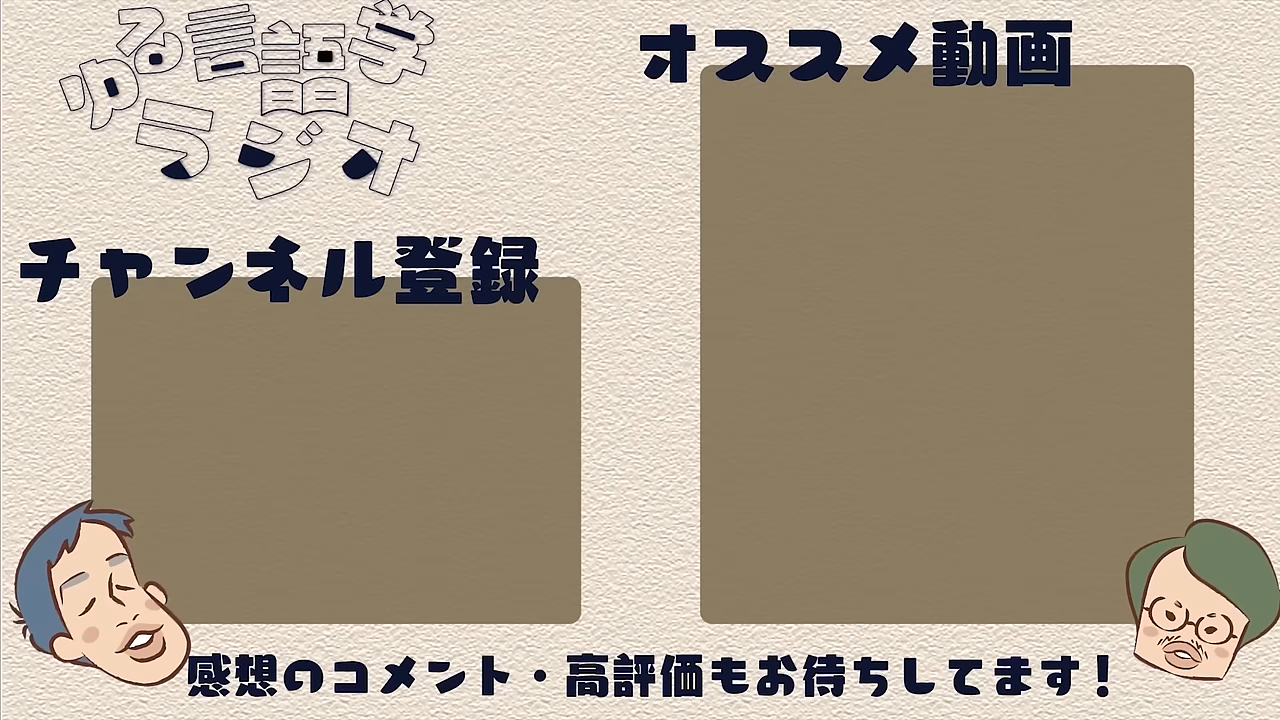 ゆる言語学
ラジオ
オススメ動画
チャンネル登録
感想のコメント・高評価もお待ちしてます!